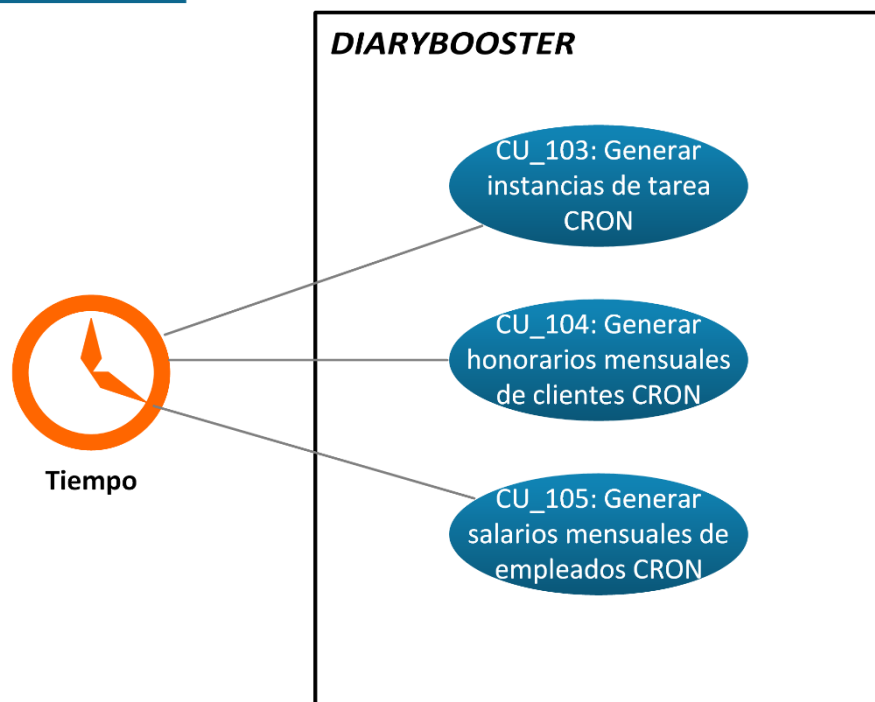 DIARYBOOSTER
CU_103: Generar
instancias de tarea
CRON
CU_104: Generar
honorarios mensuales
de clientes CRON
Tiempo
CU_105: Generar
salarios mensuales de
empleados CRON